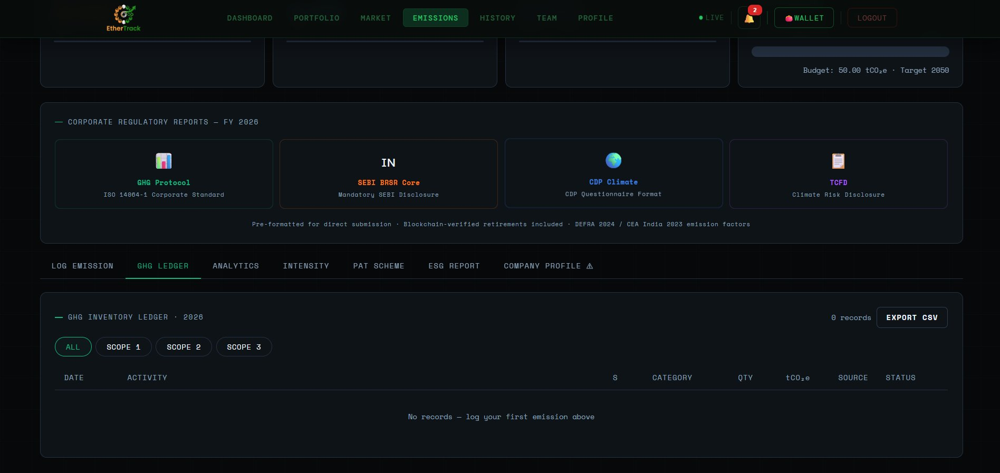 EtherTrack
DASHBOARD PORTFOLIO MARKET EMISSIONS HISTORY TEAM PROFILE LIVE 2 WALLET LOGOUT
Budget: 50.00 tCO₂e · Target 2050
— CORPORATE REGULATORY REPORTS — FY 2026
IN
GHG Protocol SEBI BRSR Core CDP Climate TCFD
ISO 14064-1 Corporate Standard Mandatory SEBI Disclosure CDP Questionnaire Format Climate Risk Disclosure
Pre-formatted for direct submission · Blockchain-verified retirements included · DEFRA 2024 / CEA India 2023 emission factors
LOG EMISSION GHG LEDGER ANALYTICS INTENSITY PAT SCHEME ESG REPORT COMPANY PROFILE ⚠
— GHG INVENTORY LEDGER · 2026 0 records EXPORT CSV
ALL SCOPE 1 SCOPE 2 SCOPE 3
DATE ACTIVITY S CATEGORY QTY tCO₂e SOURCE STATUS
No records — log your first emission above